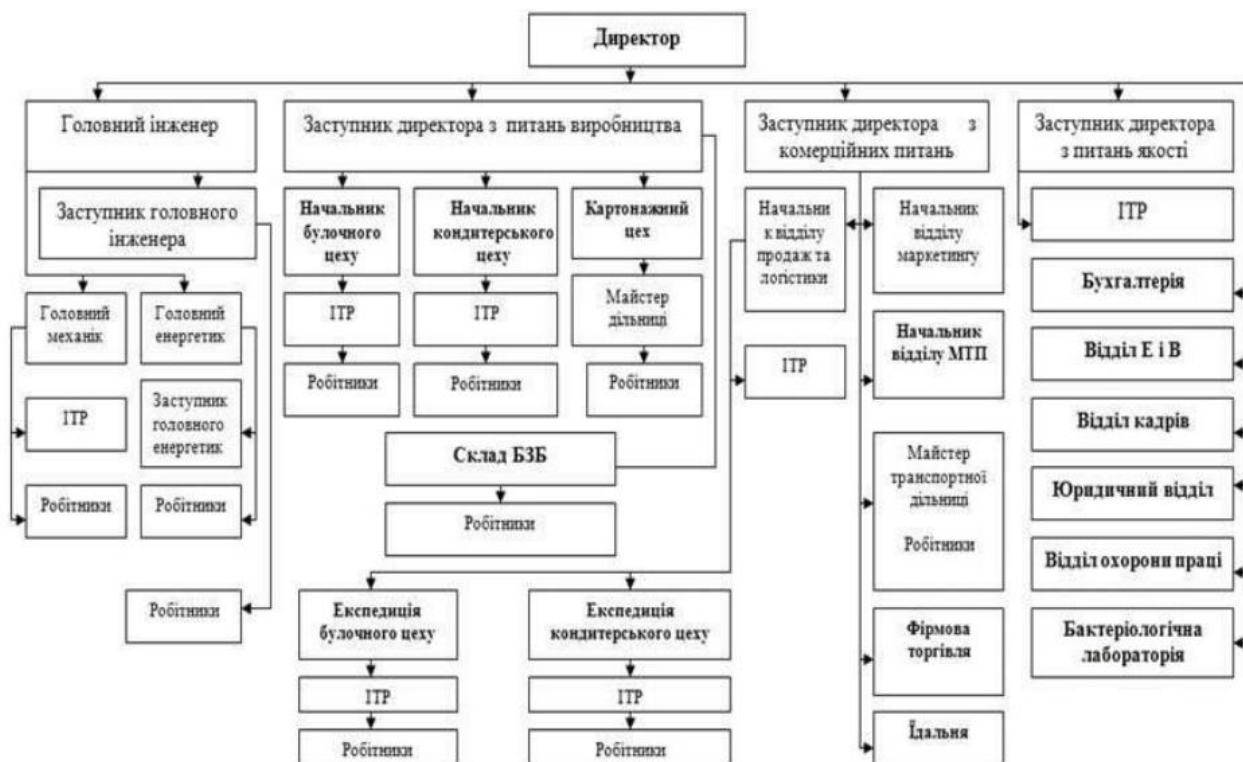 Директор
Головний інженер
Заступник директора з питань виробництва
Заступник директора з
комерційних питань
Заступник директора
з питань якості
Заступник головного
інженера
Начальник
булочного
цеху
Начальник
кондитерського
цеху
Картонажний
цех
Начальни
к відділу
продаж та
логістики
Начальник
відділу
маркетингу
ІТР
Головний
механік
Головний
енергетик
ІТР
ІТР
Майстер
дільниці
Бухгалтерія
Робітники
Робітники
Робітники
ІТР
Начальник
відділу МТП
Відділ Е і В
ІТР
Заступник
головного
енергетик
Відділ кадрів
Склад БЗБ
Майстер
транспортної
дільниці
Робітники
Робітники
Робітники
Робітники
Юридичний відділ
Відділ охорони праці
Робітники
Експедиція
булочного цеху
Експедиція
кондитерського цеху
Фірмова
торгівля
Бактеріологічна
лабораторія
ІТР
ІТР
Робітники
Робітники
Їдальня